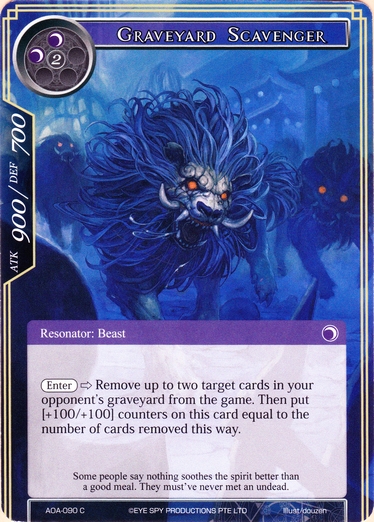 GRAVEYARD SCAVENGER
2
ATK 900/ DEF 700
Resonator: Beast
Enter ⇨ Remove up to two target cards in your
opponent's graveyard from the game. Then put
[+100/+100] counters on this card equal to the
number of cards removed this way.
Some people say nothing soothes the spirit better than
a good meal. They must've never met an undead.
AOA-090 C ©EYE SPY PRODUCTIONS PTE LTD Illust/douzen